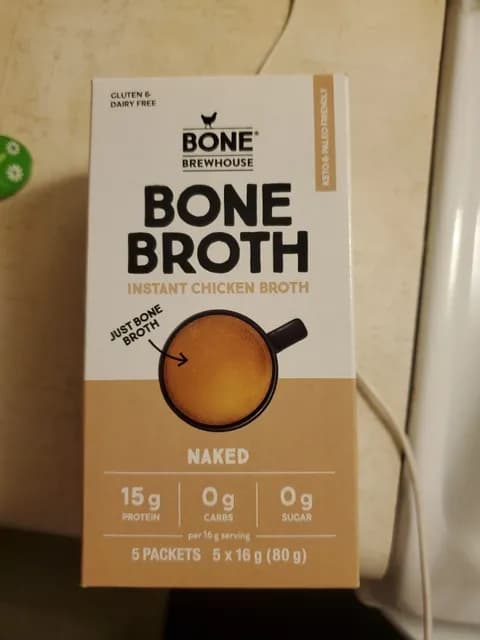 GLUTEN &
DAIRY FREE
KETO & PALEO FRIENDLY
BONE®
BREWHOUSE
BONE
BROTH
INSTANT CHICKEN BROTH
JUST BONE
BROTH
NAKED
15g 0g 0g
PROTEIN CARBS SUGAR
per 16 g serving
5 PACKETS 5 x 16 g (80 g)